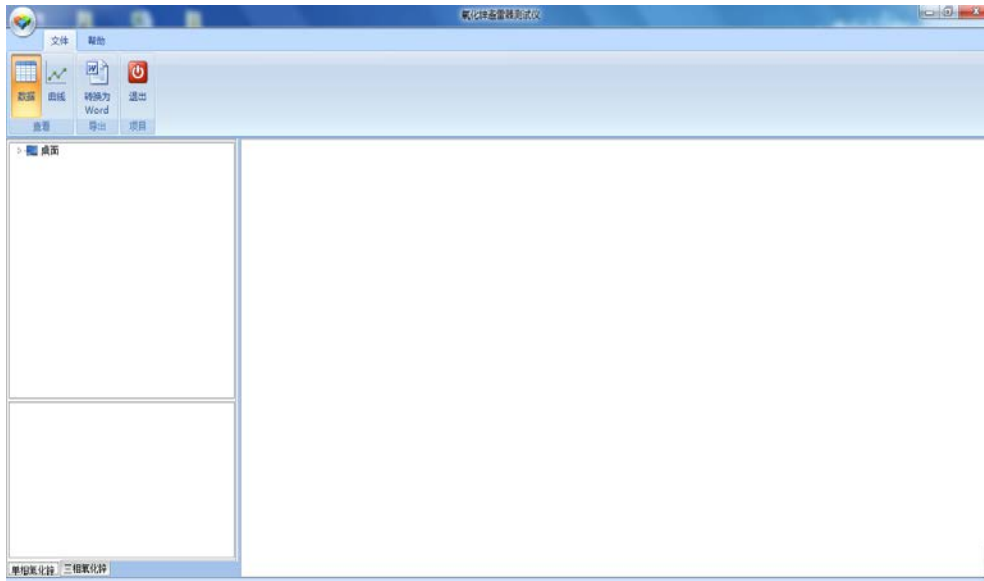 氧化锌避雷器测试仪
文件 帮助
数据 曲线 转换为 Word 退出
查看 导出 项目
桌面
单相氧化锌 三相氧化锌